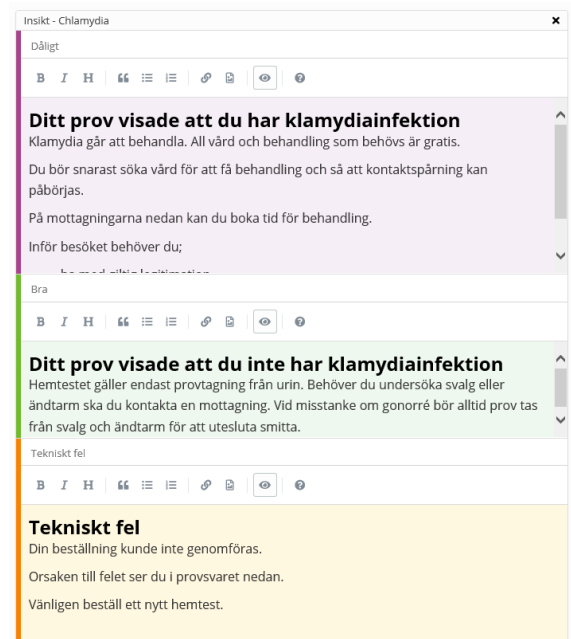 Insikt - Chlamydia
Dåligt
Ditt prov visade att du har klamydiainfektion
Klamydia går att behandla. All vård och behandling som behövs är gratis.
Du bör snarast söka vård för att få behandling och så att kontaktspårning kan
påbörjas.
På mottagningarna nedan kan du boka tid för behandling.
Inför besöket behöver du;
Bra
Ditt prov visade att du inte har klamydiainfektion
Hemtestet gäller endast provtagning från urin. Behöver du undersöka svalg eller
ändtarm ska du kontakta en mottagning. Vid misstanke om gonorré bör alltid prov tas
från svalg och ändtarm för att utesluta smitta.
Tekniskt fel
Tekniskt fel
Din beställning kunde inte genomföras.
Orsaken till felet ser du i provsvaret nedan.
Vänligen beställ ett nytt hemtest.